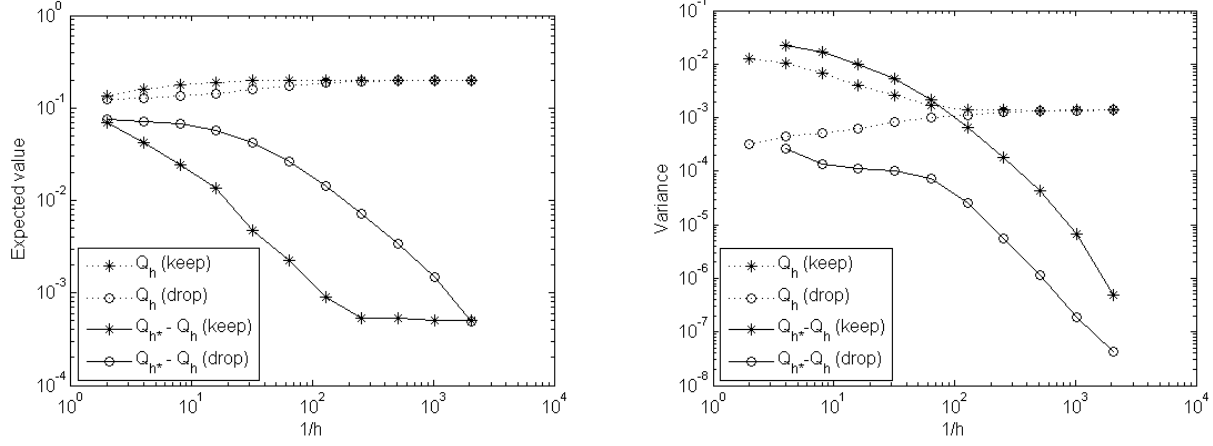 10^0
10^-1
10^-2
10^-3
10^-4
Expected value
Q_h (keep)
Q_h (drop)
Q_h* - Q_h (keep)
Q_h* - Q_h (drop)
10^0 10^1 10^2 10^3 10^4
1/h
10^-1
10^-2
10^-3
10^-4
10^-5
10^-6
10^-7
10^-8
Variance
Q_h (keep)
Q_h (drop)
Q_h*-Q_h (keep)
Q_h*-Q_h (drop)
10^0 10^1 10^2 10^3 10^4
1/h